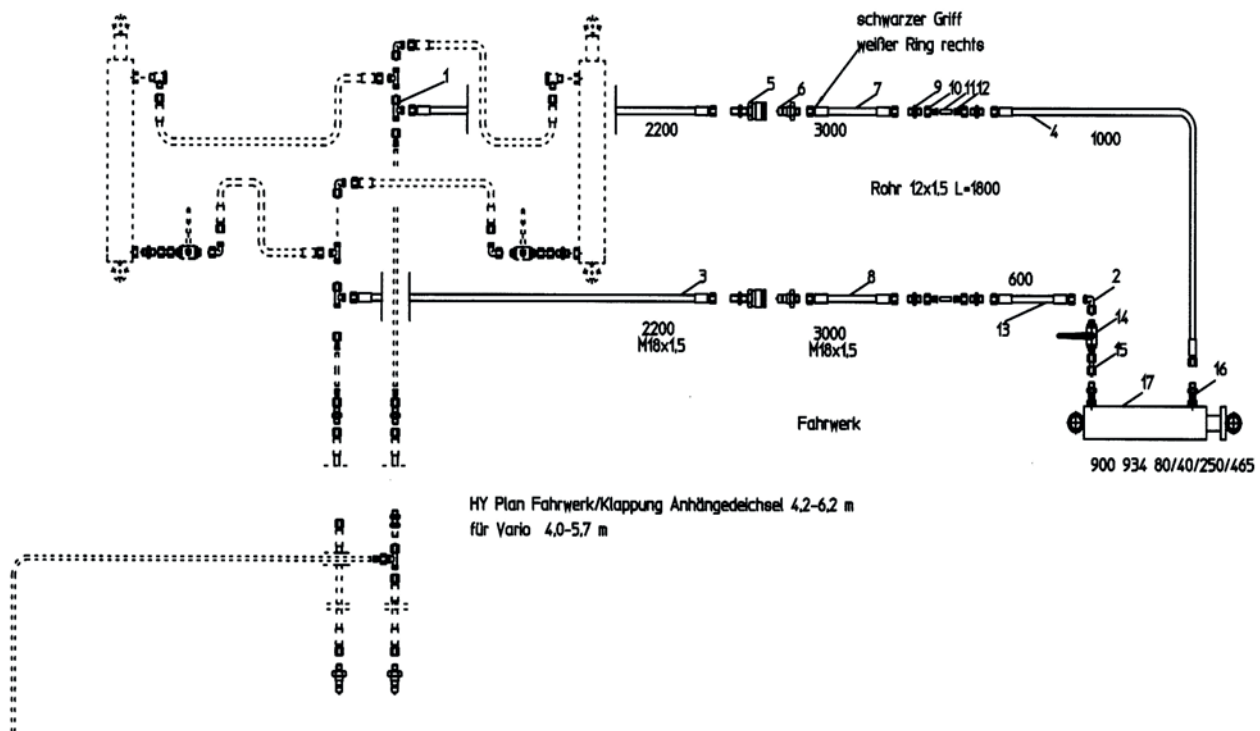 schwarzer Griff
weißer Ring rechts
1
5
6
7
9
10
11
12
2200
3000
4
1000
Rohr 12x1,5 L=1800
3
8
600
2
13
14
2200
M18x1,5
3000
M18x1,5
15
16
17
Fahrwerk
900 934 80/40/250/465
HY Plan Fahrwerk/Klappung Anhängedeichsel 4,2-6,2 m
für Vario 4,0-5,7 m